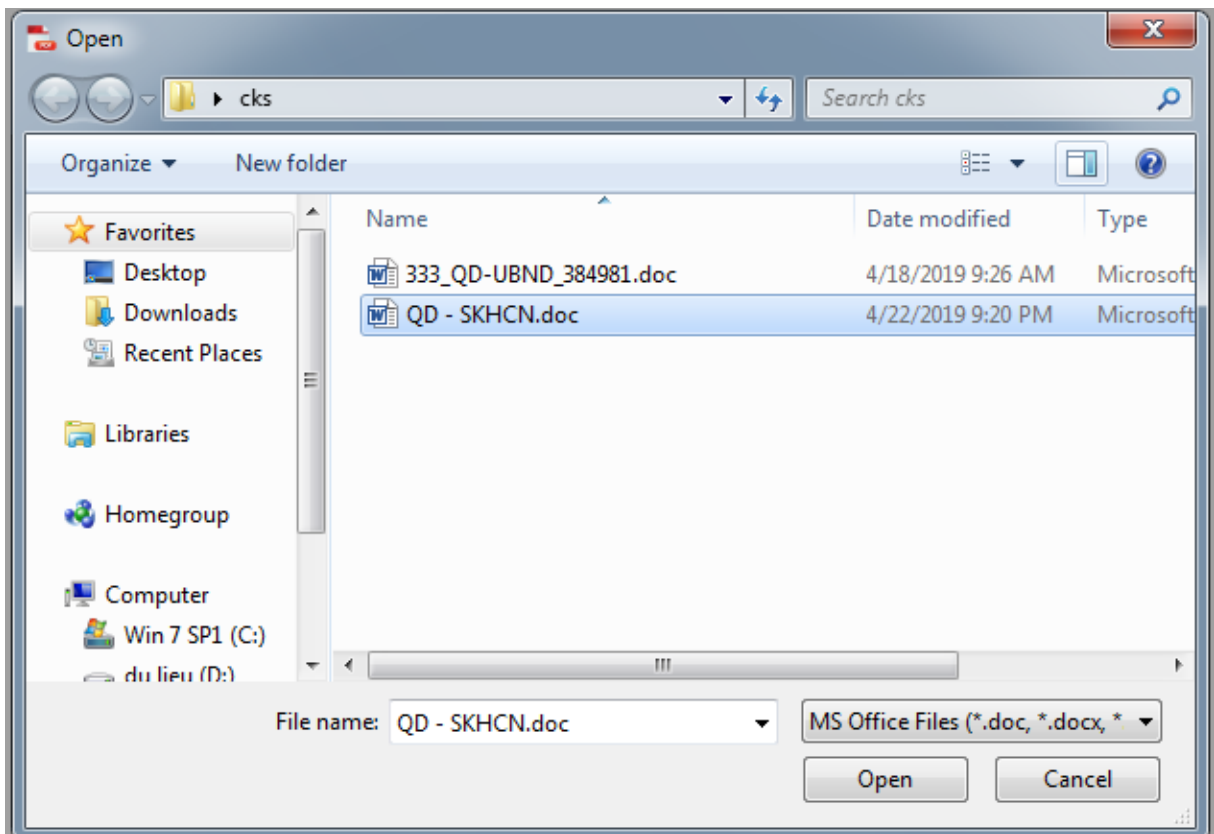 Open
cks
Search cks
Organize
New folder
Name
Date modified
Type
Favorites
Desktop
Downloads
Recent Places
Libraries
Homegroup
Computer
Win 7 SP1 (C:)
du lieu (D:)
333_QD-UBND_384981.doc
4/18/2019 9:26 AM
Microsoft
QD - SKHCN.doc
4/22/2019 9:20 PM
Microsoft
File name:
QD - SKHCN.doc
MS Office Files (*.doc, *.docx, *
Open
Cancel